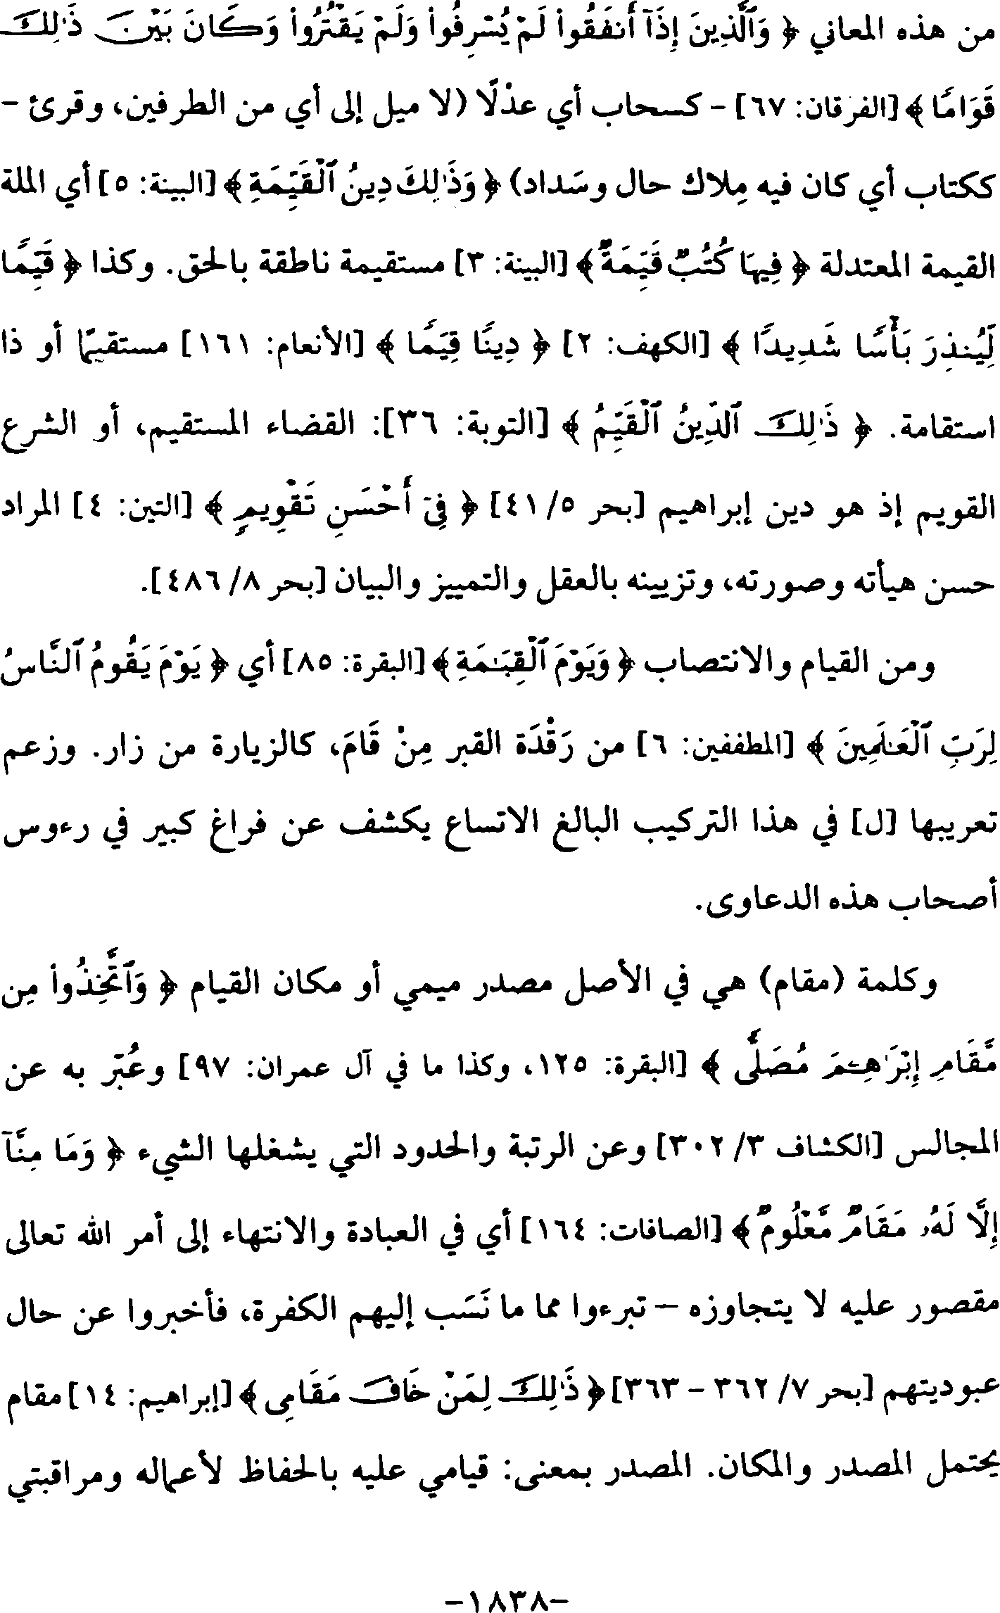 من هذه المعاني ﴿ وَٱلَّذِينَ إِذَآ أَنفَقُوا۟ لَمْ يُسْرِفُوا۟ وَلَمْ يَقْتُرُوا۟ وَكَانَ بَيْنَ ذَٰلِكَ
قَوَامًا ﴾ [الفرقان: ٦٧] - كسحاب أي عدْلًا (لا ميل إلى أي من الطرفين، وقرئ -
ككتاب أي كان فيه مِلاك حال وسَداد) ﴿ وَذَٰلِكَ دِينُ ٱلْقَيِّمَةِ ﴾ [البينة: ٥] أي الملة
القيمة المعتدلة ﴿ فِيهَا كُتُبٌ قَيِّمَةٌ ﴾ [البينة: ٣] مستقيمة ناطقة بالحق. وكذا ﴿ قَيِّمًا
لِّيُنذِرَ بَأْسًا شَدِيدًا ﴾ [الكهف: ٢] ﴿ دِينًا قِيَمًا ﴾ [الأنعام: ١٦١] مستقيمًا أو ذا
استقامة. ﴿ ذَٰلِكَ ٱلدِّينُ ٱلْقَيِّمُ ﴾ [التوبة: ٣٦]: القضاء المستقيم، أو الشرع
القويم إذ هو دين إبراهيم [بحر ٥/ ٤١] ﴿ فِىٓ أَحْسَنِ تَقْوِيمٍ ﴾ [التين: ٤] المراد
حسن هيأته وصورته، وتزيينه بالعقل والتمييز والبيان [بحر ٨/ ٤٨٦].
ومن القيام والانتصاب ﴿ وَيَوْمَ ٱلْقِيَٰمَةِ ﴾ [البقرة: ٨٥] أي ﴿ يَوْمَ يَقُومُ ٱلنَّاسُ
لِرَبِّ ٱلْعَٰلَمِينَ ﴾ [المطففين: ٦] من رَقْدَة القبر مِنْ قَامَ، كالزيارة من زار. وزعم
تعريبها [ل] في هذا التركيب البالغ الاتساع يكشف عن فراغ كبير في رءوس
أصحاب هذه الدعاوى.
وكلمة (مقام) هي في الأصل مصدر ميمي أو مكان القيام ﴿ وَٱتَّخِذُوا۟ مِن
مَّقَامِ إِبْرَٰهِـۧمَ مُصَلًّى ﴾ [البقرة: ١٢٥، وكذا ما في آل عمران: ٩٧] وعُبِّر به عن
المجالس [الكشاف ٣/ ٣٠٢] وعن الرتبة والحدود التي يشغلها الشيء ﴿ وَمَا مِنَّآ
إِلَّا لَهُۥ مَقَامٌ مَّعْلُومٌ ﴾ [الصافات: ١٦٤] أي في العبادة والانتهاء إلى أمر الله تعالى
مقصور عليه لا يتجاوزه – تبرءوا مما ما نَسَب إليهم الكفرة، فأخبروا عن حال
عبوديتهم [بحر ٧/ ٣٦٢ - ٣٦٣] ﴿ ذَٰلِكَ لِمَنْ خَافَ مَقَامِى ﴾ [إبراهيم: ١٤] مقام
يحتمل المصدر والمكان. المصدر بمعنى: قيامي عليه بالحفاظ لأعماله ومراقبتي
-١٨٣٨-